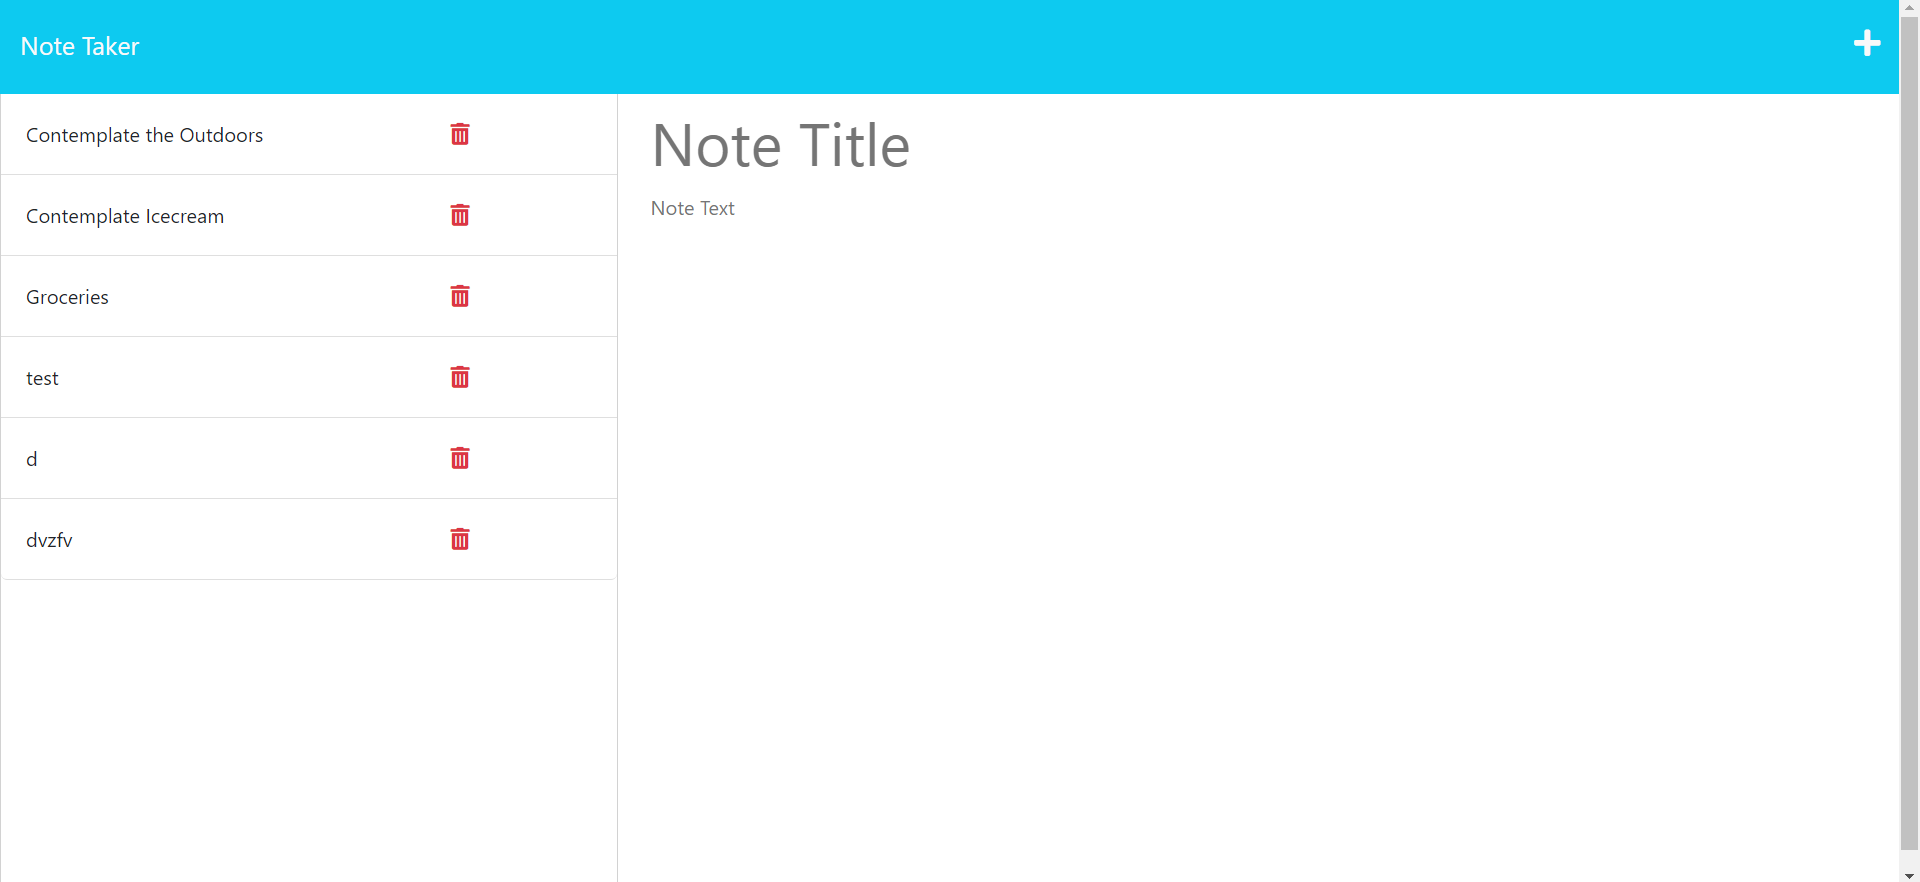 Note Taker
Contemplate the Outdoors
Contemplate Icecream
Groceries
test
d
dvzfv
Note Title
Note Text